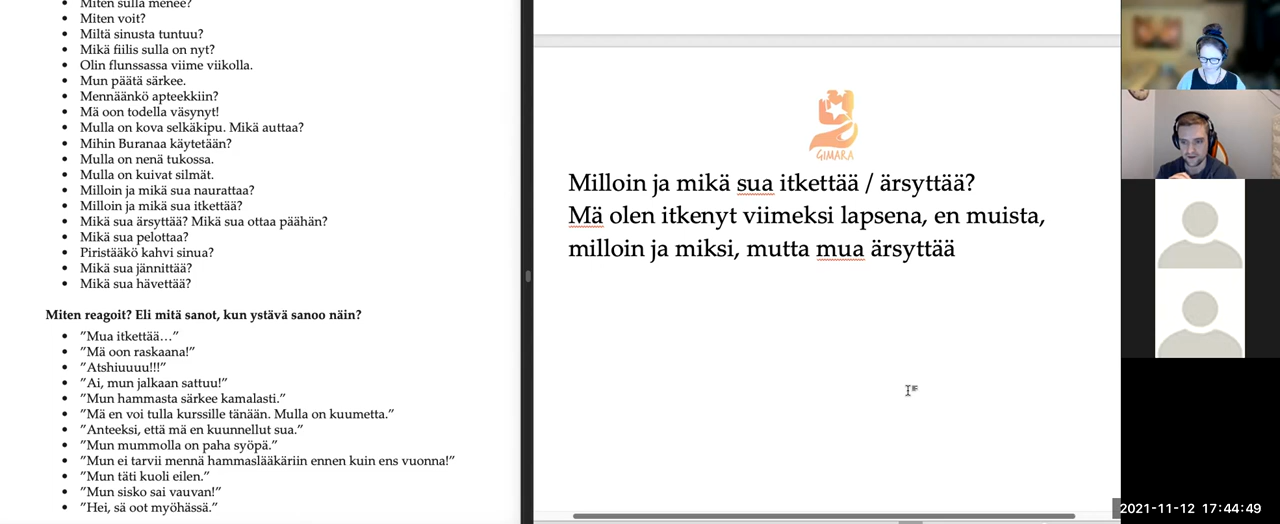 Miten sulla menee?
Miten voit?
Miltä sinusta tuntuu?
Mikä fiilis sulla on nyt?
Olin flunssassa viime viikolla.
Mun päätä särkee.
Mennäänkö apteekkiin?
Mä oon todella väsynyt!
Mulla on kova selkäkipu. Mikä auttaa?
Mihin Buranaa käytetään?
Mulla on nenä tukossa.
Mulla on kuivat silmät.
Milloin ja mikä sua naurattaa?
Milloin ja mikä sua itkettää?
Mikä sua ärsyttää? Mikä sua ottaa päähän?
Mikä sua pelottaa?
Piristääkö kahvi sinua?
Mikä sua jännittää?
Mikä sua hävettää?
Miten reagoit? Eli mitä sanot, kun ystävä sanoo näin?
”Mua itkettää…”
”Mä oon raskaana!”
”Atshiuuuu!!!”
”Ai, mun jalkaan sattuu!”
”Mun hammasta särkee kamalasti.”
”Mä en voi tulla kurssille tänään. Mulla on kuumetta.”
”Anteeksi, että mä en kuunnellut sua.”
”Mun mummolla on paha syöpä.”
”Mun ei tarvii mennä hammaslääkäriin ennen kuin ens vuonna!”
”Mun täti kuoli eilen.”
”Mun sisko sai vauvan!”
”Hei, sä oot myöhässä.”
GIMARA
Milloin ja mikä sua itkettää / ärsyttää?
Mä olen itkenyt viimeksi lapsena, en muista,
milloin ja miksi, mutta mua ärsyttää
2021-11-12 17:44:49